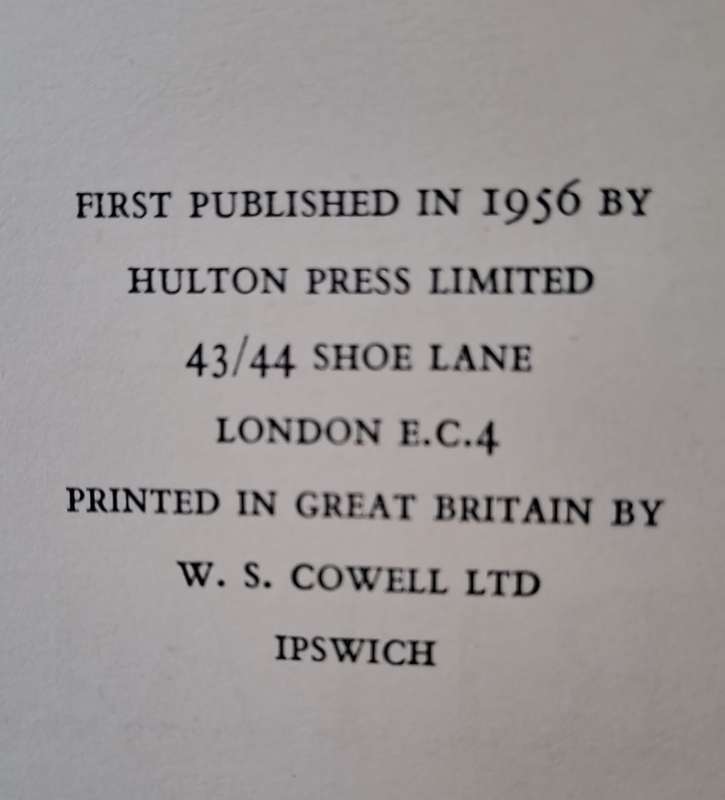 FIRST PUBLISHED IN 1956 BY
HULTON PRESS LIMITED
43/44 SHOE LANE
LONDON E.C.4
PRINTED IN GREAT BRITAIN BY
W. S. COWELL LTD
IPSWICH